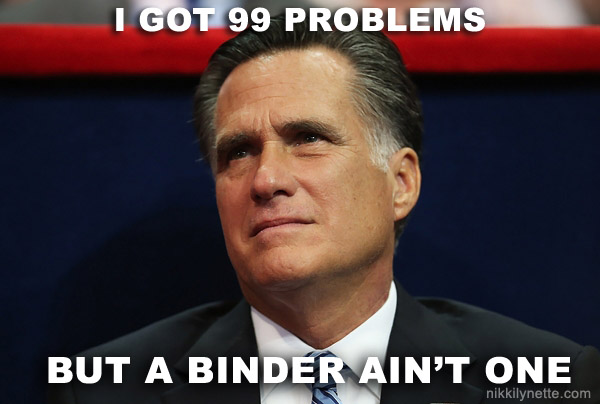 I GOT 99 PROBLEMS
BUT A BINDER AIN'T ONE
nikkilynette.com